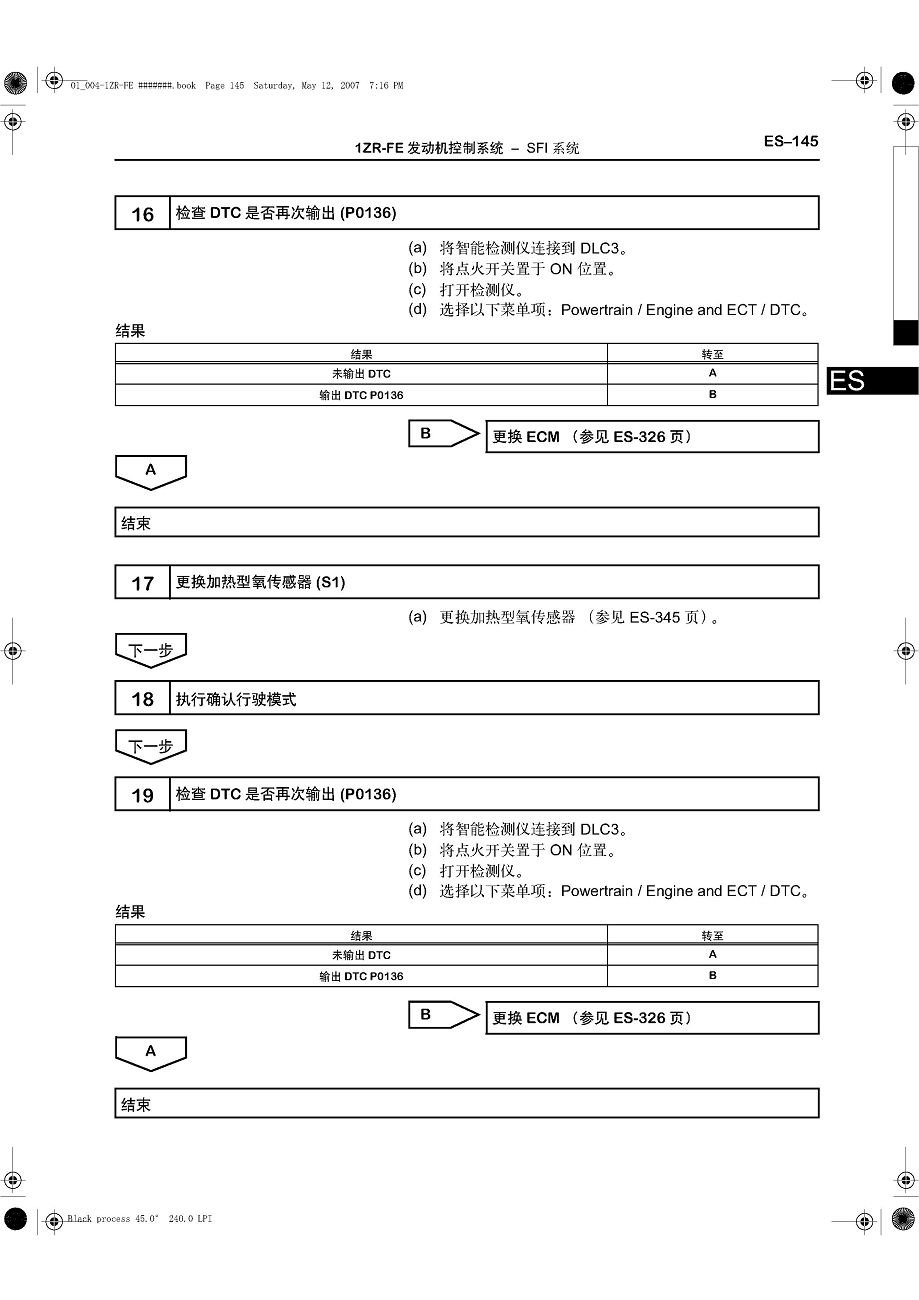 01_004-1ZR-FE #######.book Page 145 Saturday, May 12, 2007 7:16 PM
1ZR-FE 发动机控制系统 – SFI 系统
ES–145
16 检查 DTC 是否再次输出 (P0136)
(a) 将智能检测仪连接到 DLC3。
(b) 将点火开关置于 ON 位置。
(c) 打开检测仪。
(d) 选择以下菜单项：Powertrain / Engine and ECT / DTC。
结果
结果 转至
未输出 DTC A
输出 DTC P0136 B
ES
B 更换 ECM （参见 ES-326 页）
A
结束
17 更换加热型氧传感器 (S1)
(a) 更换加热型氧传感器 （参见 ES-345 页）。
下一步
18 执行确认行驶模式
下一步
19 检查 DTC 是否再次输出 (P0136)
(a) 将智能检测仪连接到 DLC3。
(b) 将点火开关置于 ON 位置。
(c) 打开检测仪。
(d) 选择以下菜单项：Powertrain / Engine and ECT / DTC。
结果
结果 转至
未输出 DTC A
输出 DTC P0136 B
B 更换 ECM （参见 ES-326 页）
A
结束
Black process 45.0° 240.0 LPI